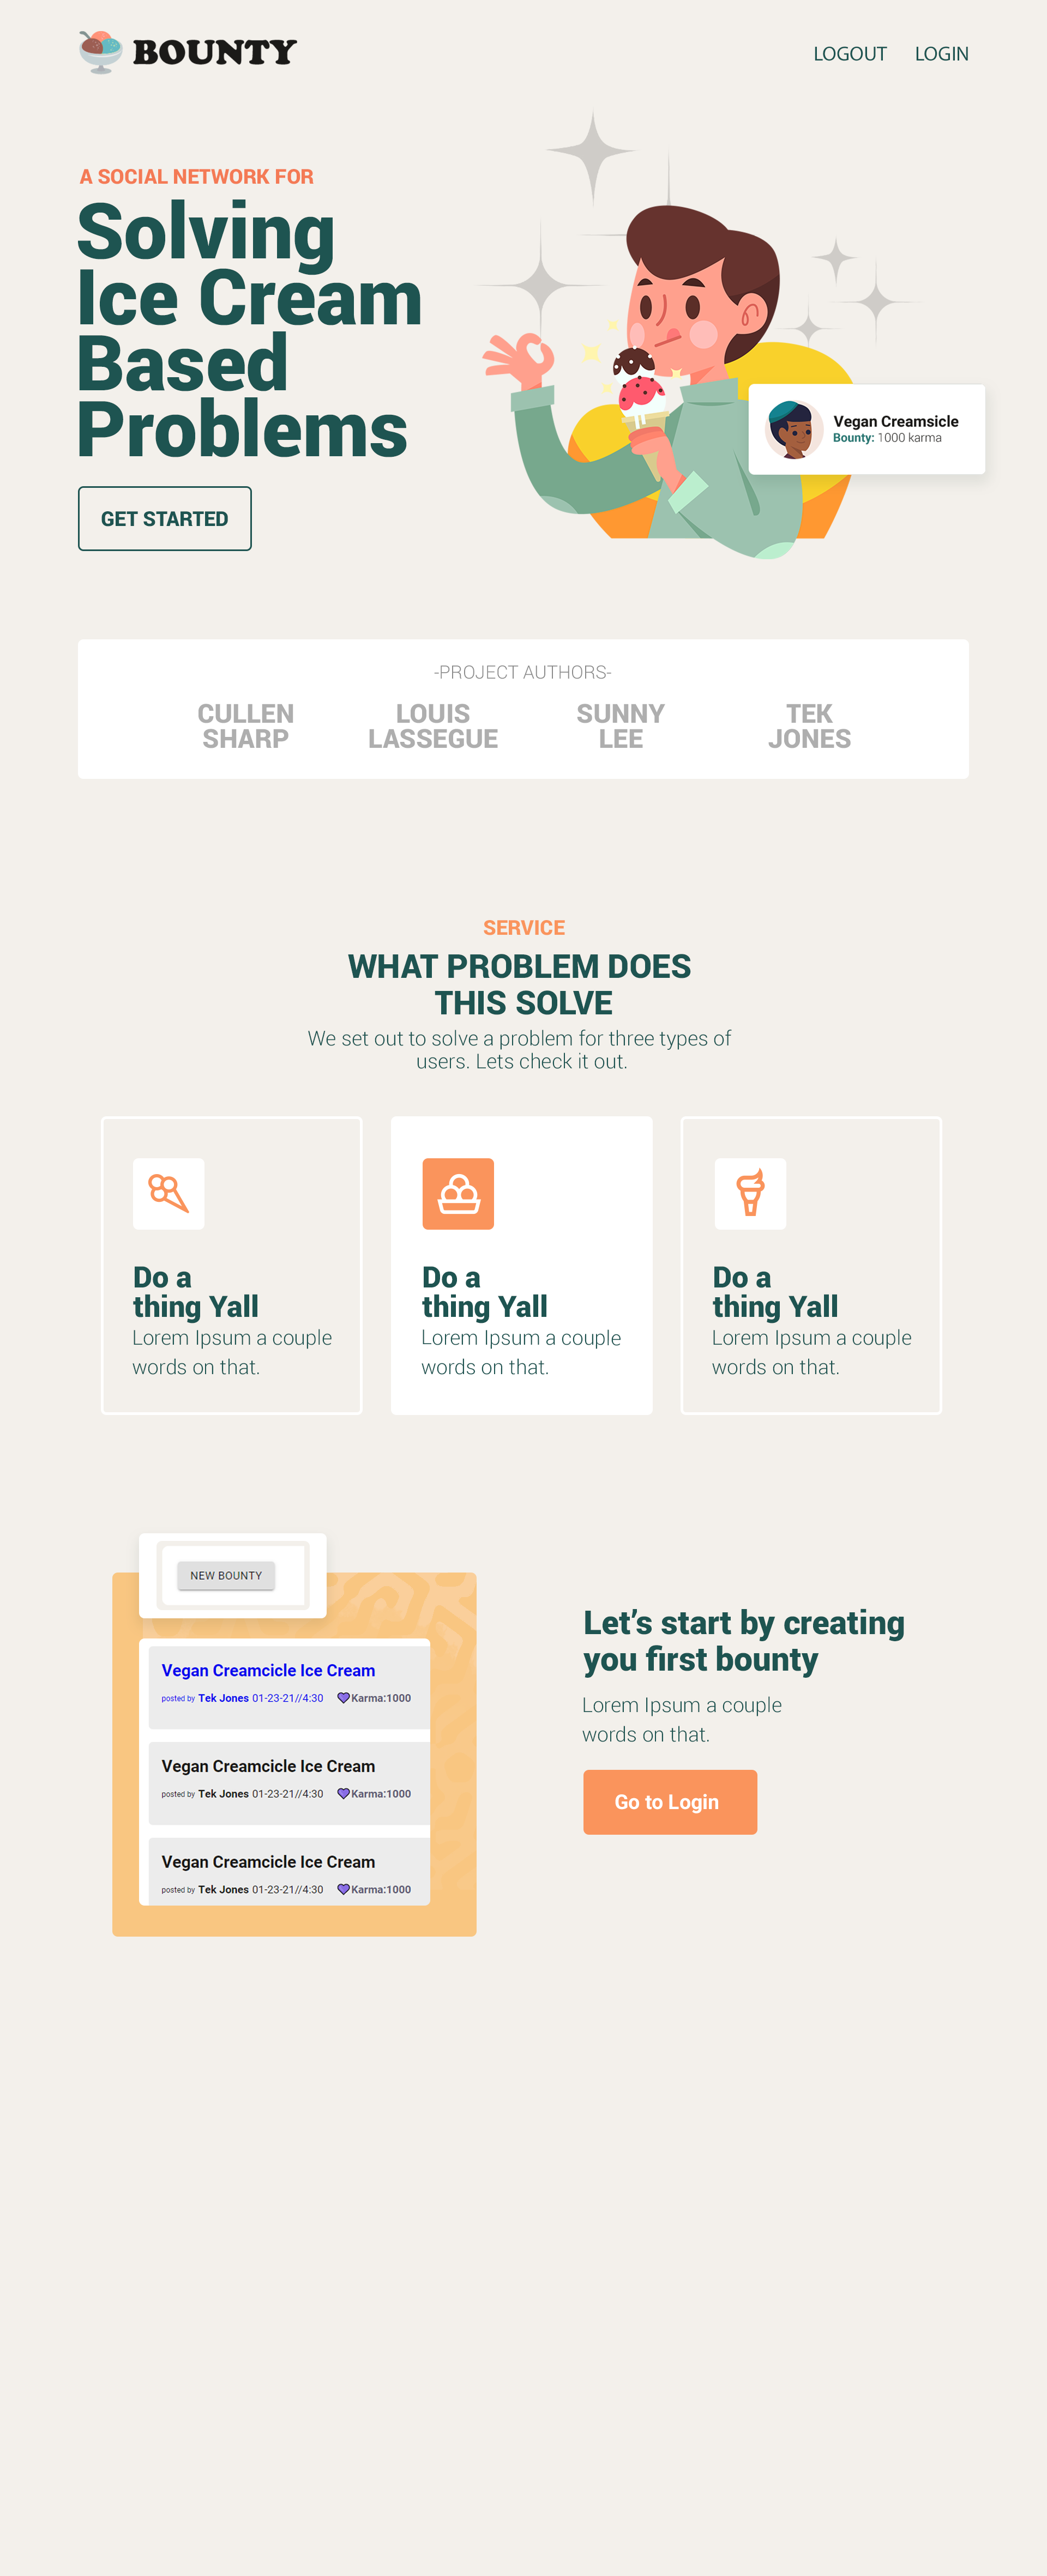 BOUNTY
LOGOUT LOGIN
A SOCIAL NETWORK FOR
Solving
Ice Cream
Based
Problems
GET STARTED
Vegan Creamsicle
Bounty: 1000 karma
-PROJECT AUTHORS-
CULLEN
SHARP
LOUIS
LASSEGUE
SUNNY
LEE
TEK
JONES
SERVICE
WHAT PROBLEM DOES
THIS SOLVE
We set out to solve a problem for three types of
users. Lets check it out.
Do a
thing Yall
Lorem Ipsum a couple
words on that.
Do a
thing Yall
Lorem Ipsum a couple
words on that.
Do a
thing Yall
Lorem Ipsum a couple
words on that.
NEW BOUNTY
Vegan Creamcicle Ice Cream
posted by Tek Jones 01-23-21//4:30 Karma:1000
Vegan Creamcicle Ice Cream
posted by Tek Jones 01-23-21//4:30 Karma:1000
Vegan Creamcicle Ice Cream
posted by Tek Jones 01-23-21//4:30 Karma:1000
Let’s start by creating
you first bounty
Lorem Ipsum a couple
words on that.
Go to Login